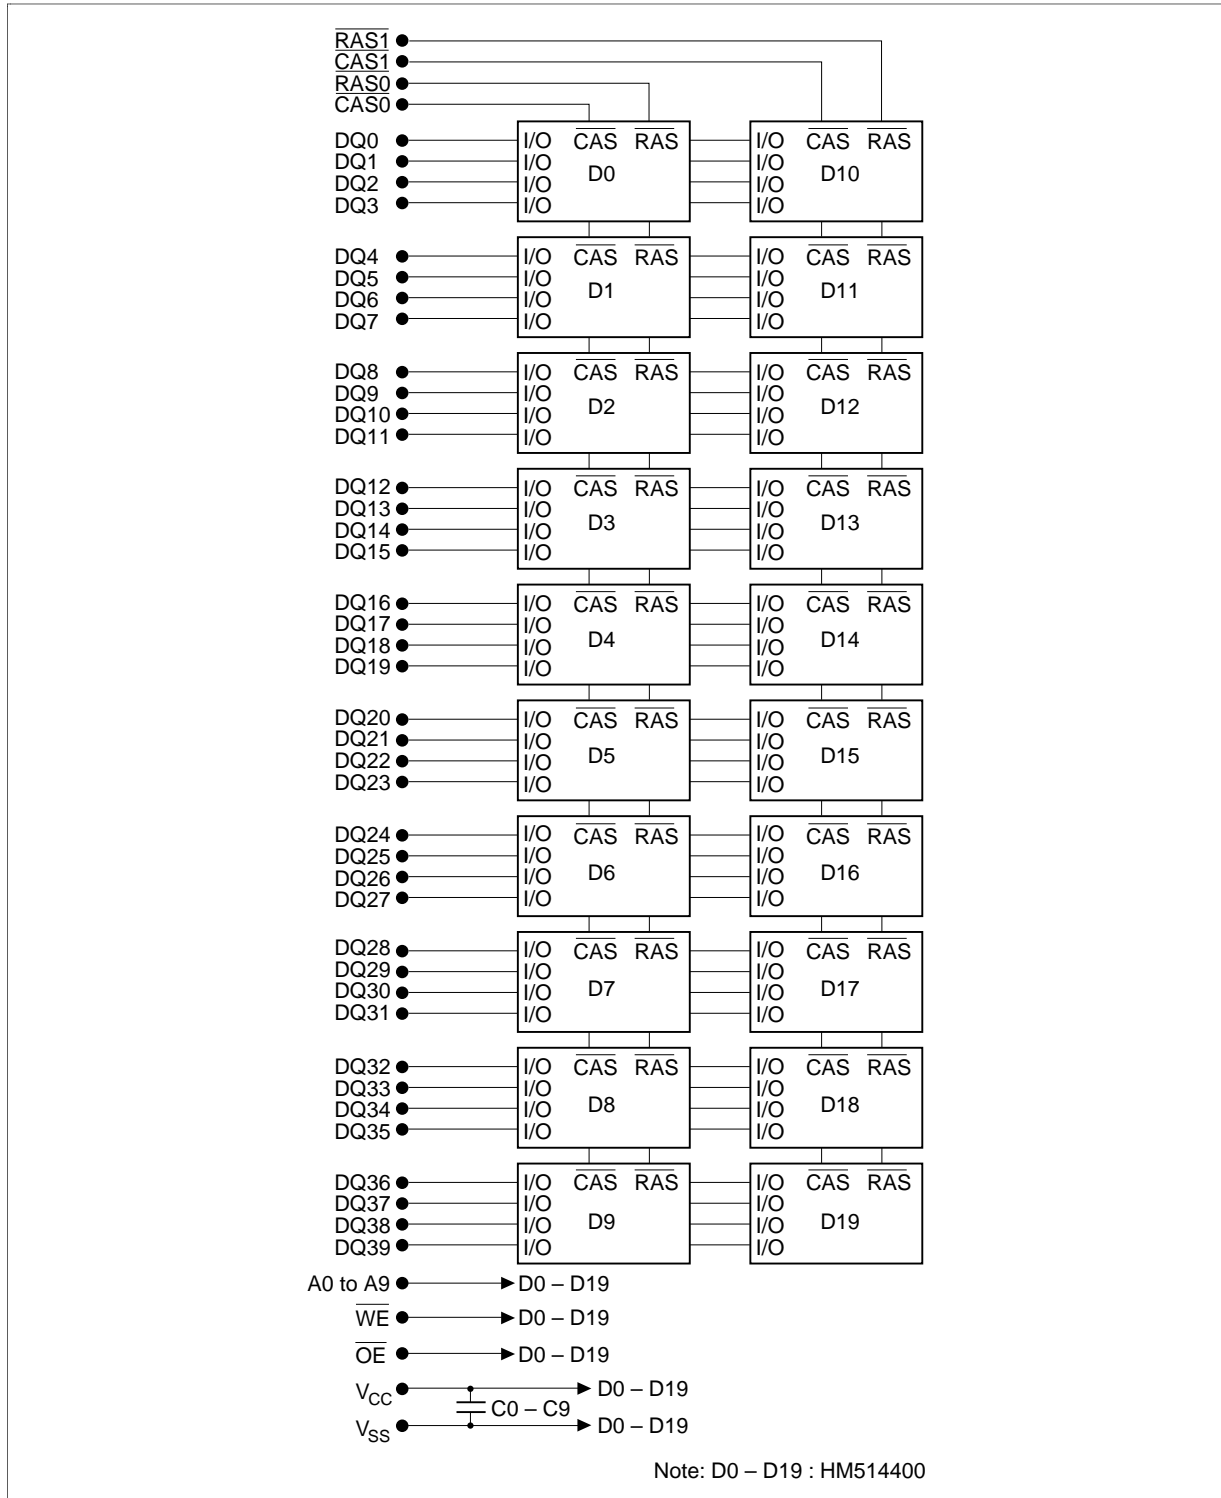 RAS1
CAS1
RAS0
CAS0
DQ0 I/O CAS RAS I/O CAS RAS
DQ1 I/O D0 I/O D10
DQ2 I/O I/O
DQ3 I/O I/O
DQ4 I/O CAS RAS I/O CAS RAS
DQ5 I/O D1 I/O D11
DQ6 I/O I/O
DQ7 I/O I/O
DQ8 I/O CAS RAS I/O CAS RAS
DQ9 I/O D2 I/O D12
DQ10 I/O I/O
DQ11 I/O I/O
DQ12 I/O CAS RAS I/O CAS RAS
DQ13 I/O D3 I/O D13
DQ14 I/O I/O
DQ15 I/O I/O
DQ16 I/O CAS RAS I/O CAS RAS
DQ17 I/O D4 I/O D14
DQ18 I/O I/O
DQ19 I/O I/O
DQ20 I/O CAS RAS I/O CAS RAS
DQ21 I/O D5 I/O D15
DQ22 I/O I/O
DQ23 I/O I/O
DQ24 I/O CAS RAS I/O CAS RAS
DQ25 I/O D6 I/O D16
DQ26 I/O I/O
DQ27 I/O I/O
DQ28 I/O CAS RAS I/O CAS RAS
DQ29 I/O D7 I/O D17
DQ30 I/O I/O
DQ31 I/O I/O
DQ32 I/O CAS RAS I/O CAS RAS
DQ33 I/O D8 I/O D18
DQ34 I/O I/O
DQ35 I/O I/O
DQ36 I/O CAS RAS I/O CAS RAS
DQ37 I/O D9 I/O D19
DQ38 I/O I/O
DQ39 I/O I/O
A0 to A9 D0 – D19
WE D0 – D19
OE D0 – D19
VCC D0 – D19
C0 – C9
VSS D0 – D19
Note: D0 – D19 : HM514400